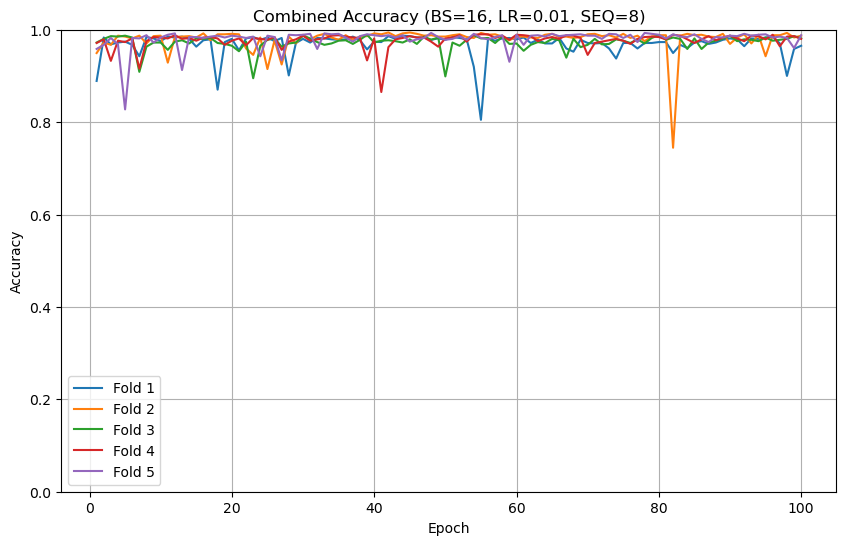 Combined Accuracy (BS=16, LR=0.01, SEQ=8)
1.0
0.8
0.6
0.4
0.2
0.0
Accuracy
Fold 1
Fold 2
Fold 3
Fold 4
Fold 5
0 20 40 60 80 100
Epoch